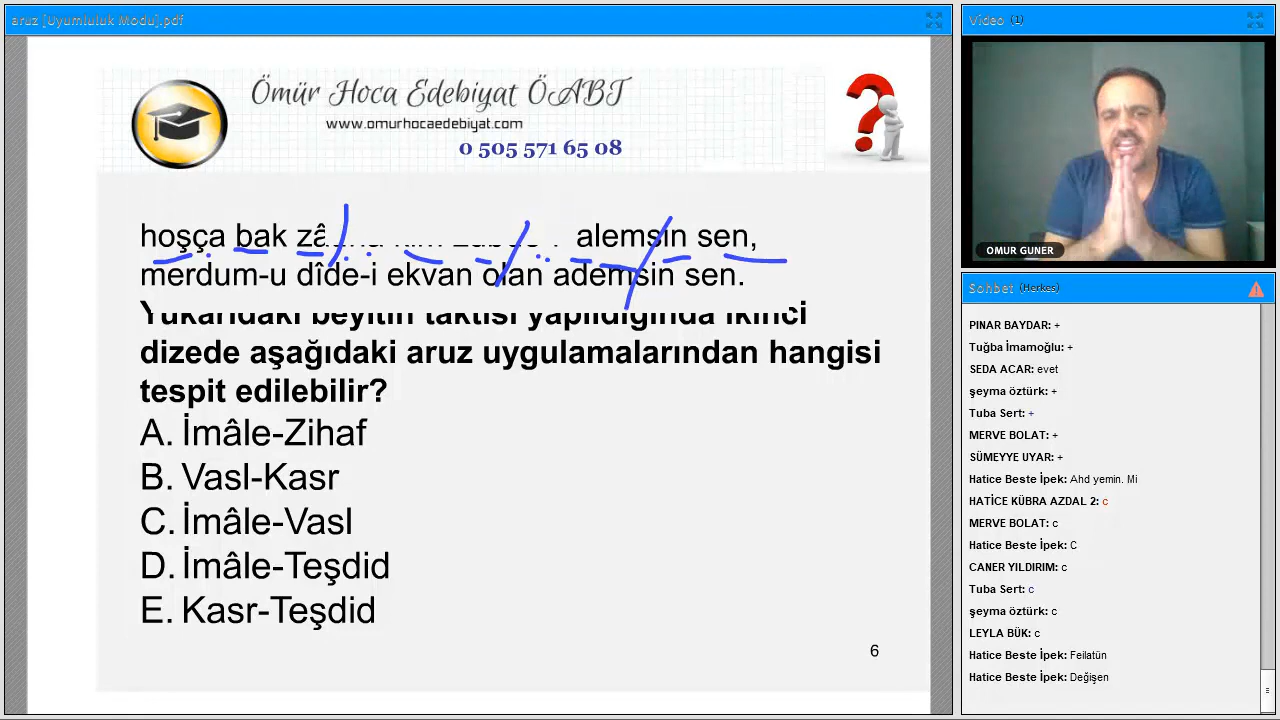 aruz [Uyumluluk Modu].pdf
Ömür Hoca Edebiyat ÖABT
www.omurhocaedebiyat.com
0 505 571 65 08
hoşça bak alemsin sen,
merdum-u dîde-i ekvan olan ademsin sen.
Yukarıdaki beyitin taktisi yapıldığında ikinci
dizede aşağıdaki aruz uygulamalarından hangisi
tespit edilebilir?
A. İmâle-Zihaf
B. Vasl-Kasr
C. İmâle-Vasl
D. İmâle-Teşdid
E. Kasr-Teşdid
6
Video (1)
OMUR GUNER
Sohbet (Herkes)
PINAR BAYDAR: +
Tuğba İmamoğlu: +
SEDA ACAR: evet
şeyma öztürk: +
Tuba Sert: +
MERVE BOLAT: +
SÜMEYYE UYAR: +
Hatice Beste İpek: Ahd yemin. Mi
HATİCE KÜBRA AZDAL 2: c
MERVE BOLAT: c
Hatice Beste İpek: C
CANER YILDIRIM: c
Tuba Sert: c
şeyma öztürk: c
LEYLA BÜK: c
Hatice Beste İpek: Feilatün
Hatice Beste İpek: Değişen